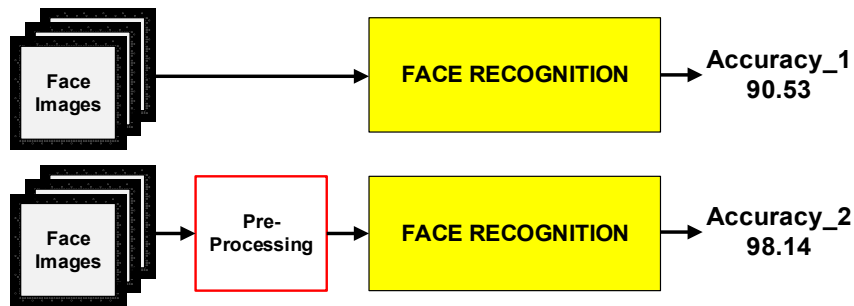 Face
Images
FACE RECOGNITION
Accuracy_1
90.53
Face
Images
Pre-
Processing
FACE RECOGNITION
Accuracy_2
98.14